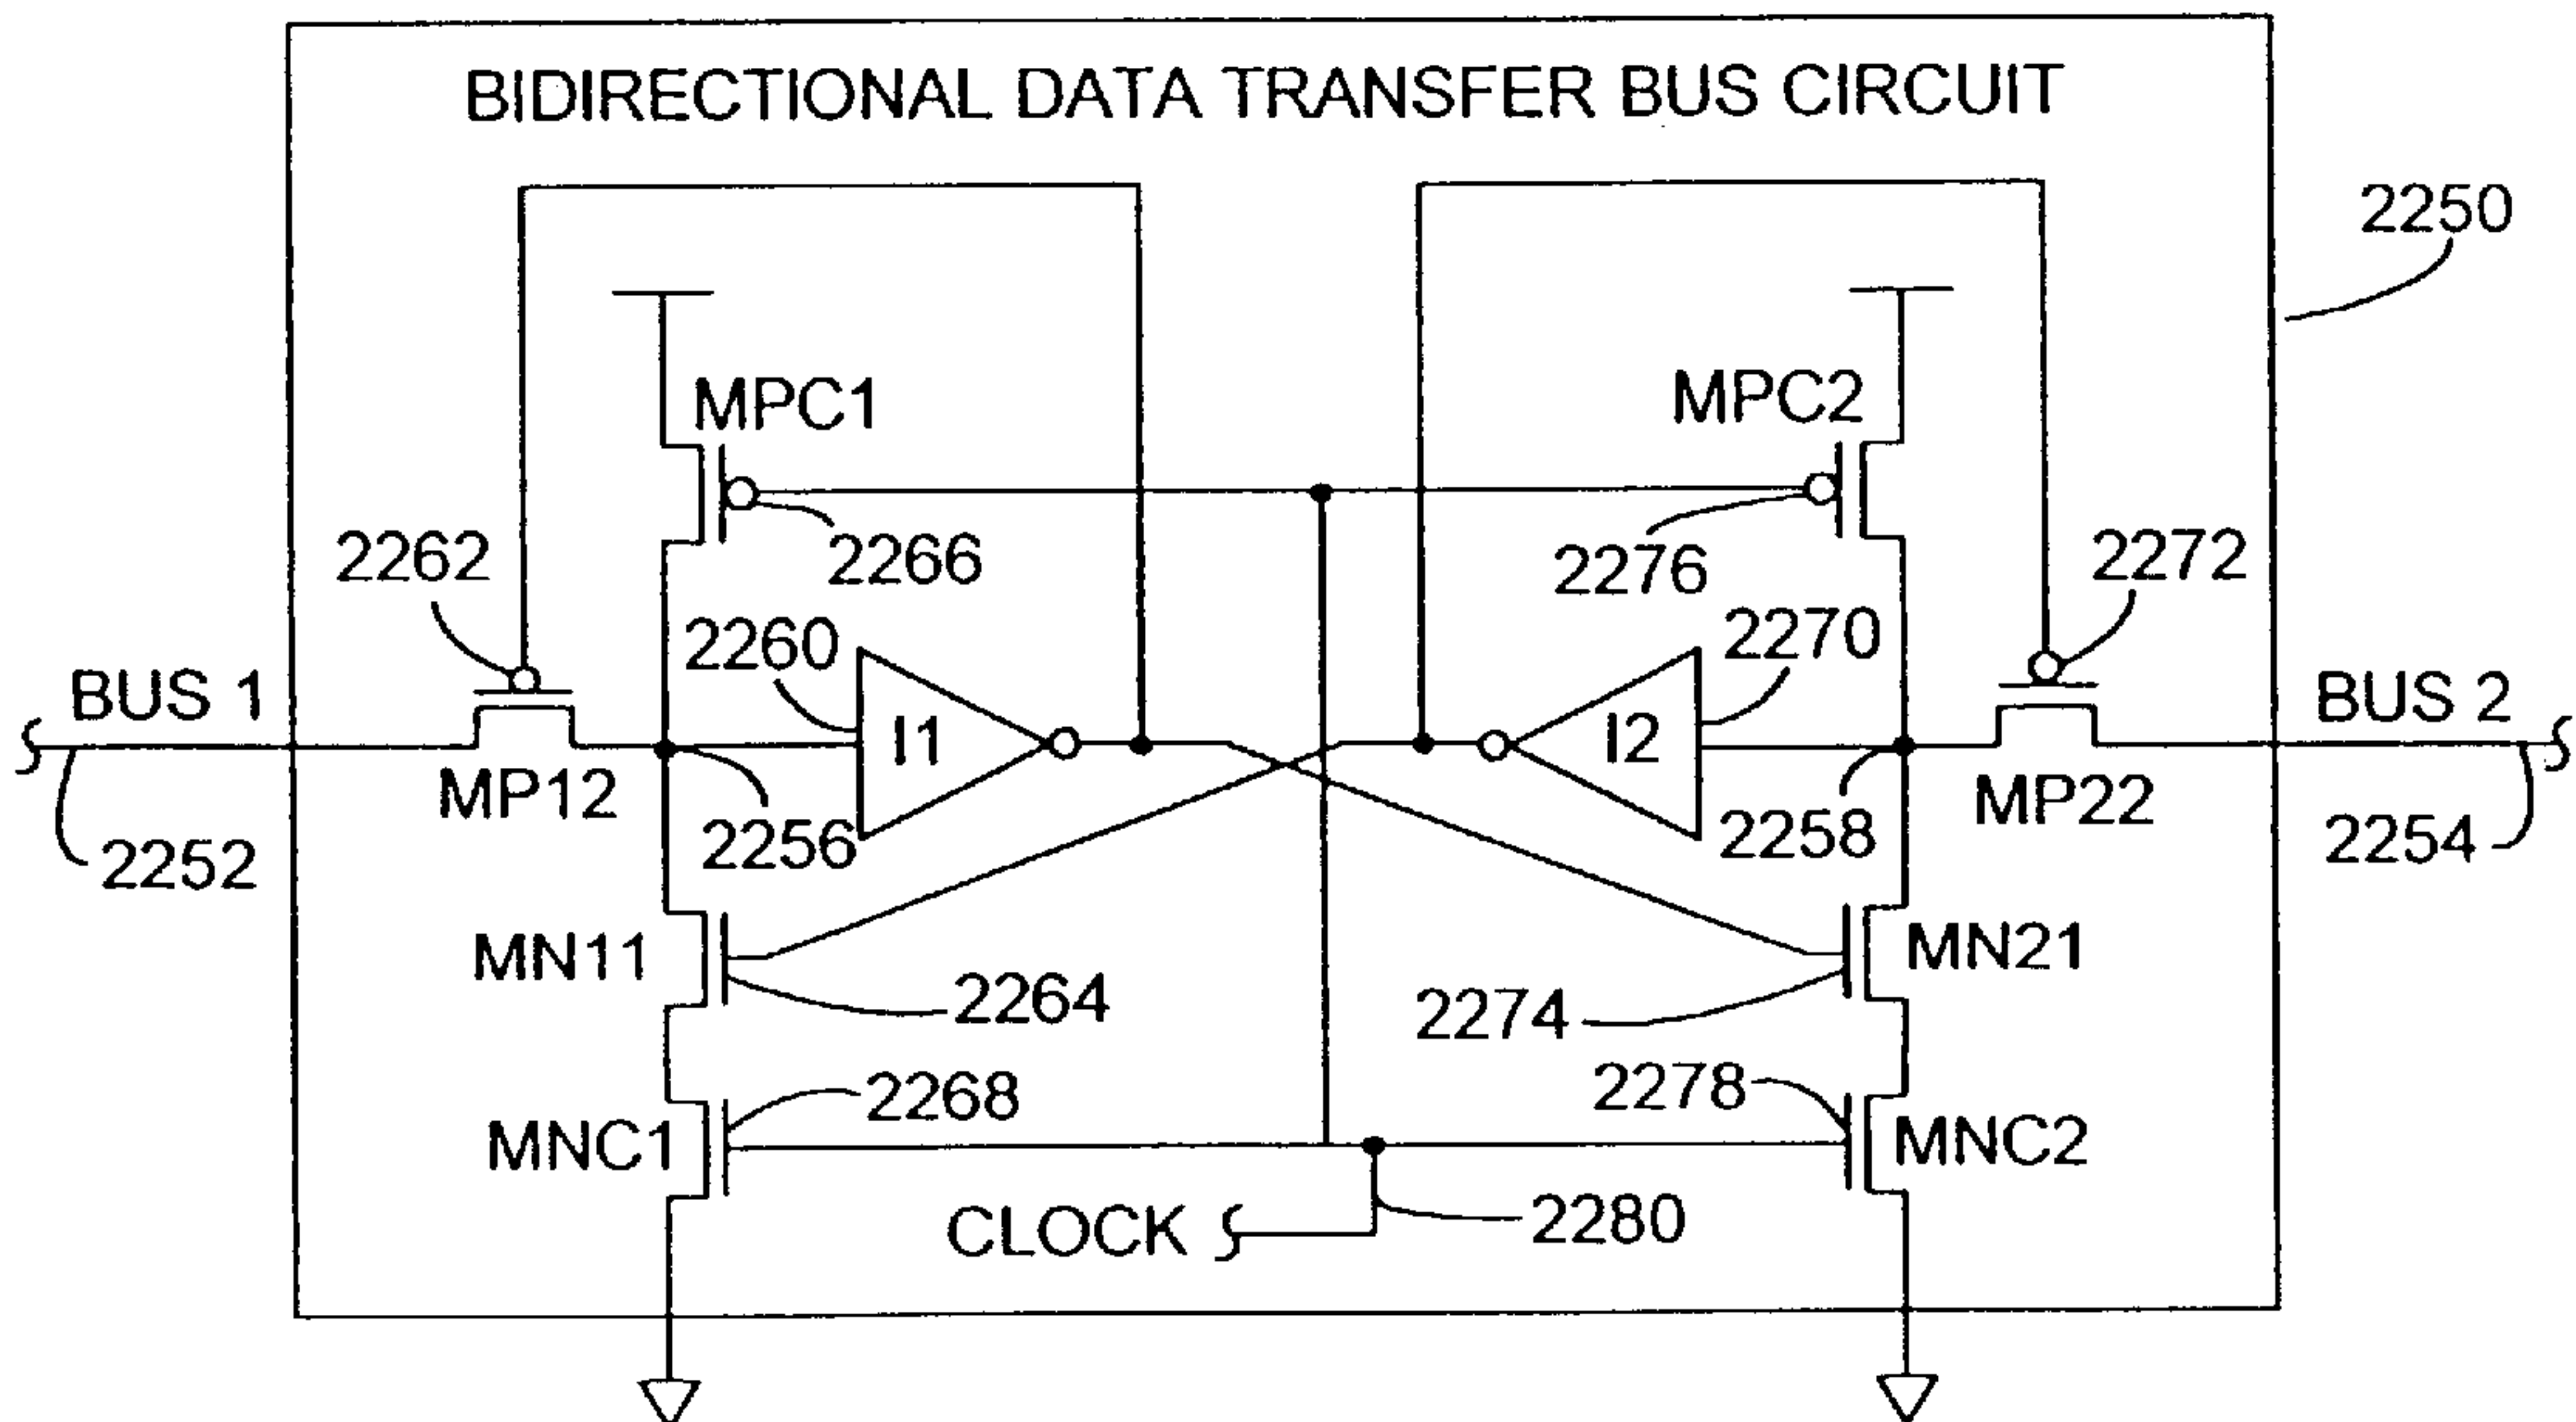 BIDIRECTIONAL DATA TRANSFER BUS CIRCUIT
2250
MPC1
MPC2
2262
2266
2276
2272
2260
2270
BUS 1
I1
I2
BUS 2
MP12
MP22
2252
2256
2258
2254
MN11
MN21
2264
2274
2268
2278
MNC1
MNC2
CLOCK
2280